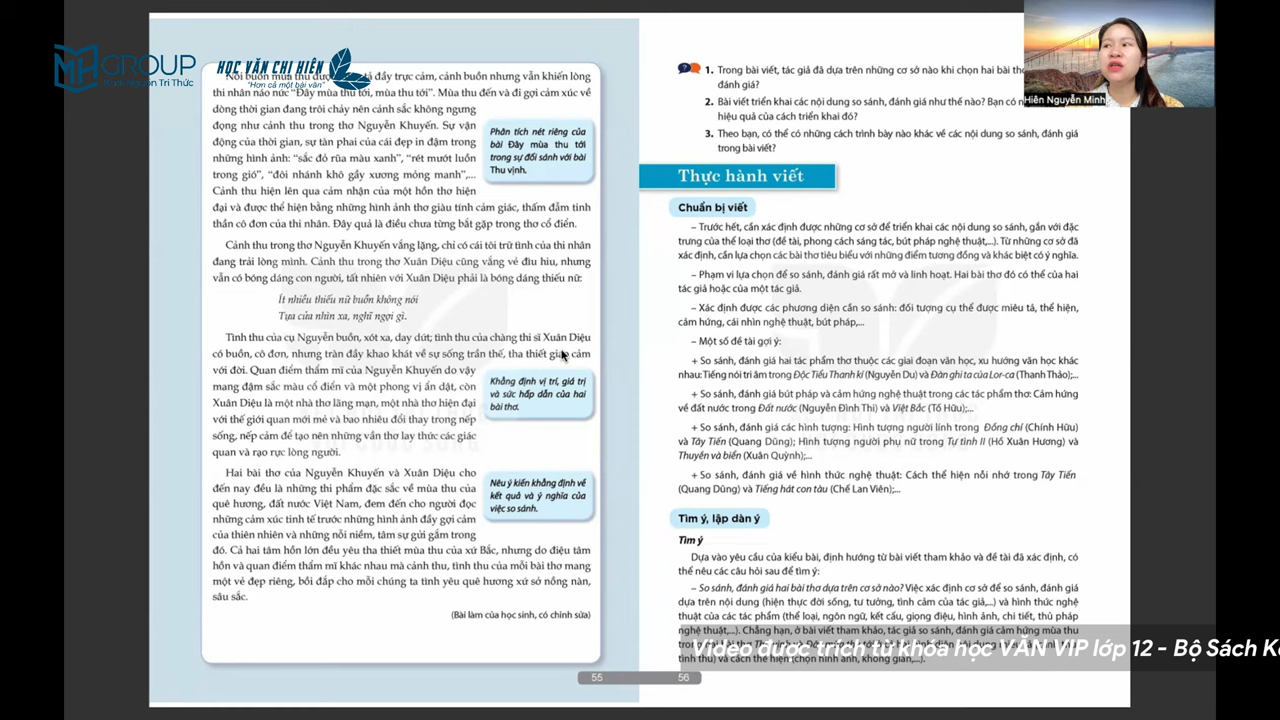 MH GROUP
HỌC VĂN CHỊ HIÊN
"Hơn cả một bài văn"
Nỗi buồn mùa thu được tả đầy trực cảm, cảnh buồn nhưng vẫn khiến lòng
thi nhân náo nức "Đây mùa thu tới, mùa thu tới". Mùa thu đến và đi gợi cảm xúc về
dòng thời gian đang trôi chảy nên cảnh sắc không ngưng
đọng như cảnh thu trong thơ Nguyễn Khuyến. Sự vận
động của thời gian, sự tàn phai của cái đẹp in đậm trong
những hình ảnh: "sắc đỏ rũa màu xanh", "rét mướt luồn
trong gió", "đôi nhánh khô gầy xương mỏng manh",...
Cảnh thu hiện lên qua cảm nhận của một hồn thơ hiện
đại và được thể hiện bằng những hình ảnh thơ giàu tính cảm giác, thấm đẫm tinh
thần cô đơn của thi nhân. Đây quả là điều chưa từng bắt gặp trong thơ cổ điển.
Phân tích nét riêng của
bài Đây mùa thu tới
trong sự đối sánh với bài
Thu vịnh.
Cảnh thu trong thơ Nguyễn Khuyến vắng lặng, chỉ có cái tôi trữ tình của thi nhân
đang trải lòng mình. Cảnh thu trong thơ Xuân Diệu cũng vắng vẻ đìu hiu, nhưng
vẫn có bóng dáng con người, tất nhiên với Xuân Diệu phải là bóng dáng thiếu nữ:
Ít nhiều thiếu nữ buồn không nói
Tựa cửa nhìn xa, nghĩ ngợi gì.
Tình thu của cụ Nguyễn buồn, xót xa, day dứt; tình thu của chàng thi sĩ Xuân Diệu
có buồn, cô đơn, nhưng tràn đầy khao khát về sự sống trần thế, tha thiết giao cảm
với đời. Quan điểm thẩm mĩ của Nguyễn Khuyến do vậy
mang đậm sắc màu cổ điển và một phong vị ẩn dật, còn
Xuân Diệu là một nhà thơ lãng mạn, một nhà thơ hiện đại
với thế giới quan mới mẻ và bao nhiêu đổi thay trong nếp
sống, nếp cảm để tạo nên những vần thơ lay thức các giác
quan và rạo rực lòng người.
Khẳng định vị trí, giá trị
và sức hấp dẫn của hai
bài thơ.
Hai bài thơ của Nguyễn Khuyến và Xuân Diệu cho
đến nay đều là những thi phẩm đặc sắc về mùa thu của
quê hương, đất nước Việt Nam, đem đến cho người đọc
những cảm xúc tinh tế trước những hình ảnh đầy gợi cảm
của thiên nhiên và những nỗi niềm, tâm sự gửi gắm trong
đó. Cả hai tâm hồn lớn đều yêu tha thiết mùa thu của xứ Bắc, nhưng do điệu tâm
hồn và quan điểm thẩm mĩ khác nhau mà cảnh thu, tình thu của mỗi bài thơ mang
một vẻ đẹp riêng, bồi đắp cho mỗi chúng ta tình yêu quê hương xứ sở nồng nàn,
sâu sắc.
Nêu ý kiến khẳng định về
kết quả và ý nghĩa của
việc so sánh.
(Bài làm của học sinh, có chỉnh sửa)
55
1. Trong bài viết, tác giả đã dựa trên những cơ sở nào khi chọn hai bài
đánh giá?
2. Bài viết triển khai các nội dung so sánh, đánh giá như thế nào? Bạn có
hiệu quả của cách triển khai đó?
3. Theo bạn, có thể có những cách trình bày nào khác về các nội dung so sánh, đánh giá
trong bài viết?
Hiên Nguyễn Minh
Thực hành viết
Chuẩn bị viết
– Trước hết, cần xác định được những cơ sở để triển khai các nội dung so sánh, gắn với đặc
trưng của thể loại thơ (đề tài, phong cách sáng tác, bút pháp nghệ thuật,...). Từ những cơ sở đã
xác định, cần lựa chọn các bài thơ tiêu biểu với những điểm tương đồng và khác biệt có ý nghĩa.
– Phạm vi lựa chọn để so sánh, đánh giá rất mở và linh hoạt. Hai bài thơ đó có thể của hai
tác giả hoặc của một tác giả.
– Xác định được các phương diện cần so sánh: đối tượng cụ thể được miêu tả, thể hiện,
cảm hứng, cái nhìn nghệ thuật, bút pháp,...
– Một số đề tài gợi ý:
+ So sánh, đánh giá hai tác phẩm thơ thuộc các giai đoạn văn học, xu hướng văn học khác
nhau: Tiếng nói tri âm trong Độc Tiểu Thanh kí (Nguyễn Du) và Đàn ghi ta của Lor-ca (Thanh Thảo);...
+ So sánh, đánh giá bút pháp và cảm hứng nghệ thuật trong các tác phẩm thơ: Cảm hứng
về đất nước trong Đất nước (Nguyễn Đình Thi) và Việt Bắc (Tố Hữu);...
+ So sánh, đánh giá các hình tượng: Hình tượng người lính trong Đồng chí (Chính Hữu)
và Tây Tiến (Quang Dũng); Hình tượng người phụ nữ trong Tự tình II (Hồ Xuân Hương) và
Thuyền và biển (Xuân Quỳnh);...
+ So sánh, đánh giá về hình thức nghệ thuật: Cách thể hiện nỗi nhớ trong Tây Tiến
(Quang Dũng) và Tiếng hát con tàu (Chế Lan Viên);...
Tìm ý, lập dàn ý
Tìm ý
Dựa vào yêu cầu của kiểu bài, định hướng từ bài viết tham khảo và đề tài đã xác định, có
thể nêu các câu hỏi sau để tìm ý:
– So sánh, đánh giá hai bài thơ dựa trên cơ sở nào? Việc xác định cơ sở để so sánh, đánh giá
dựa trên nội dung (hiện thực đời sống, tư tưởng, tình cảm của tác giả,...) và hình thức nghệ
thuật của các tác phẩm (thể loại, ngôn ngữ, kết cấu, giọng điệu, hình ảnh, chi tiết, thủ pháp
nghệ thuật,...). Chẳng hạn, ở bài viết tham khảo, tác giả so sánh, đánh giá cảm hứng mùa thu
tình thu) và cách thể hiện (chọn hình ảnh, không gian,...).
Video được trích từ khóa học VĂN VIP lớp 12 - Bộ Sách
56